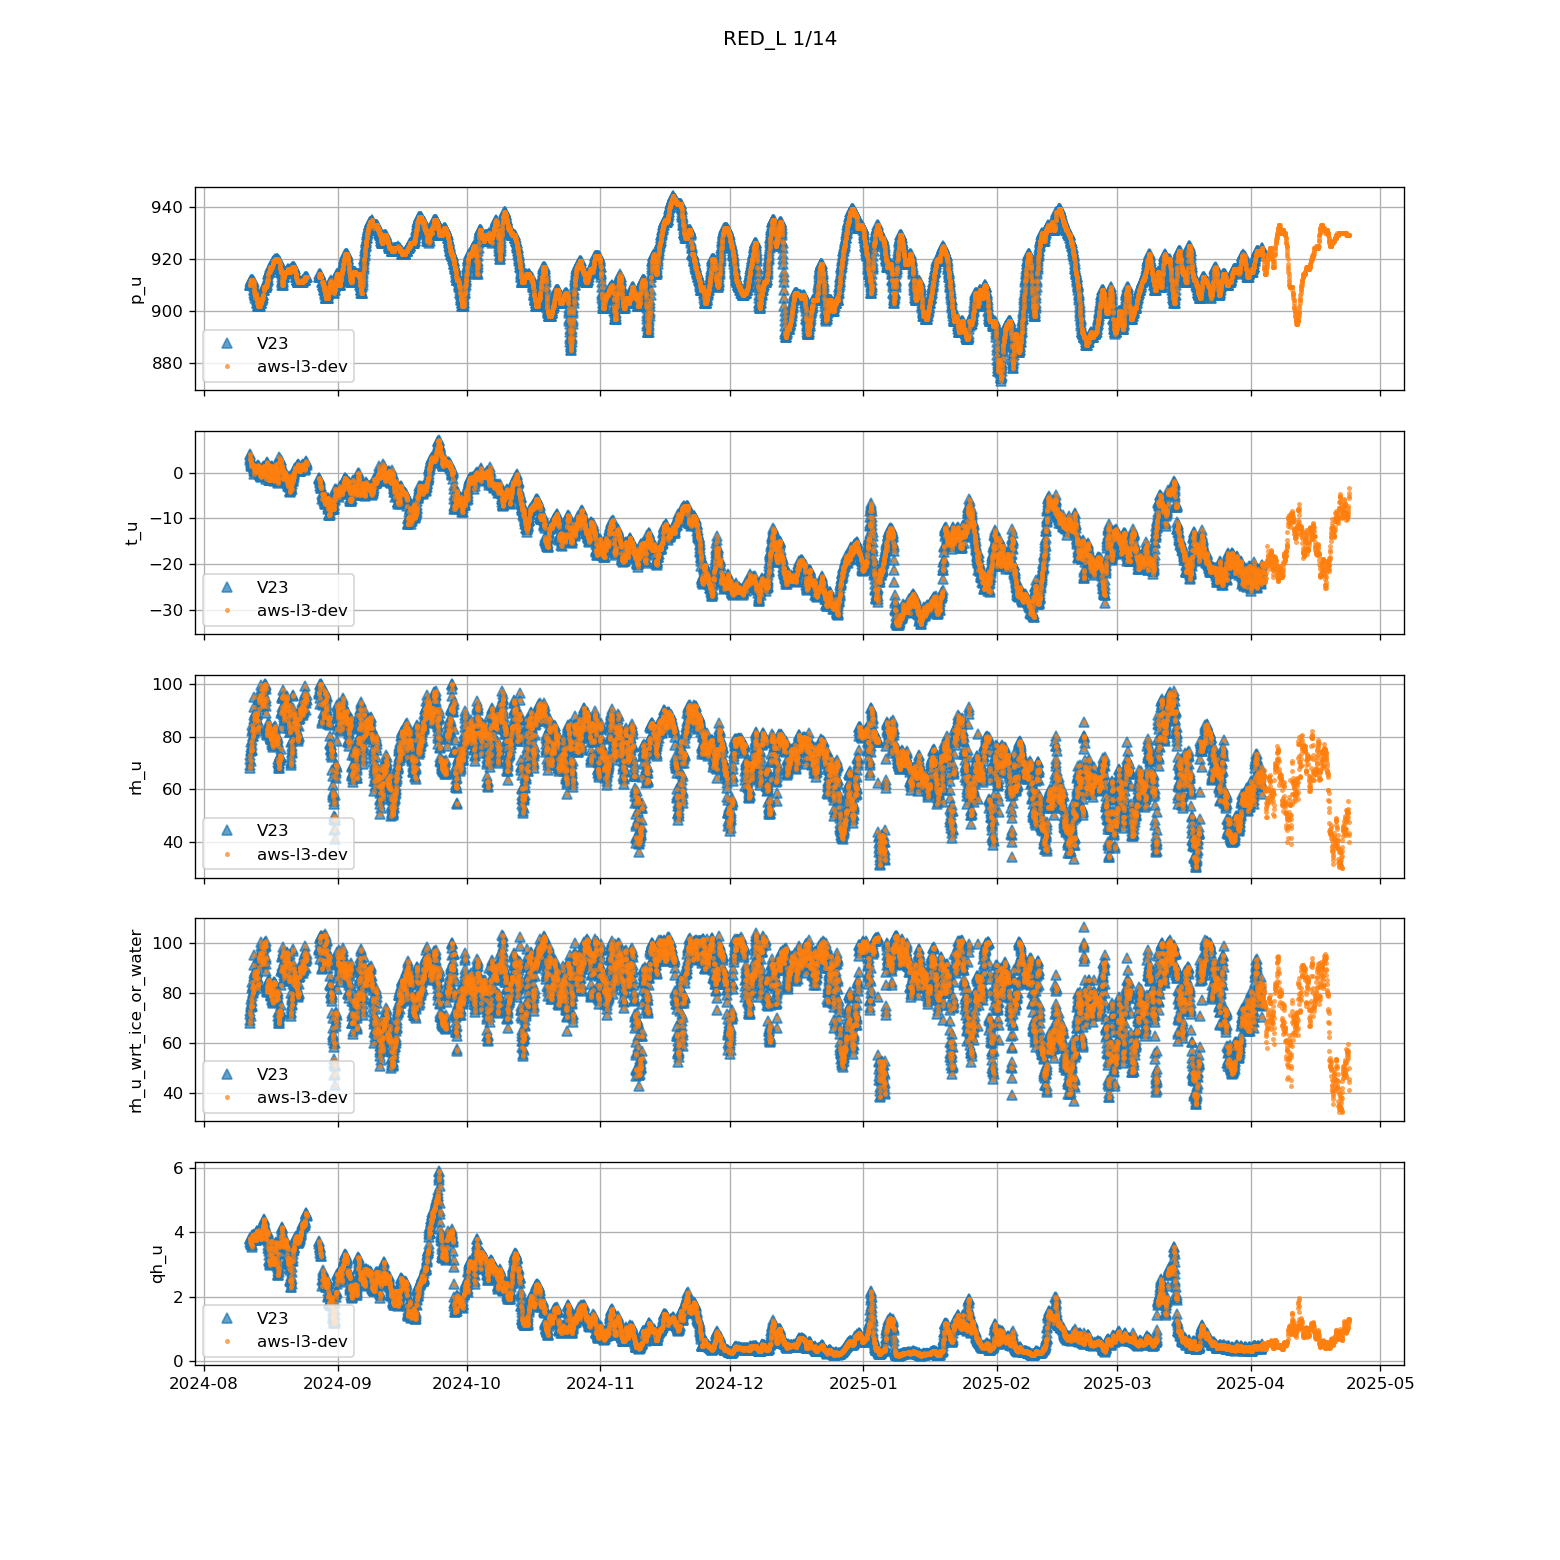 RED_L 1/14
940
920
900
880
p_u
V23
aws-l3-dev
0
−10
−20
−30
t_u
V23
aws-l3-dev
100
80
60
40
rh_u
V23
aws-l3-dev
100
80
60
40
rh_u_wrt_ice_or_water
V23
aws-l3-dev
6
4
2
0
qh_u
V23
aws-l3-dev
2024-08 2024-09 2024-10 2024-11 2024-12 2025-01 2025-02 2025-03 2025-04 2025-05